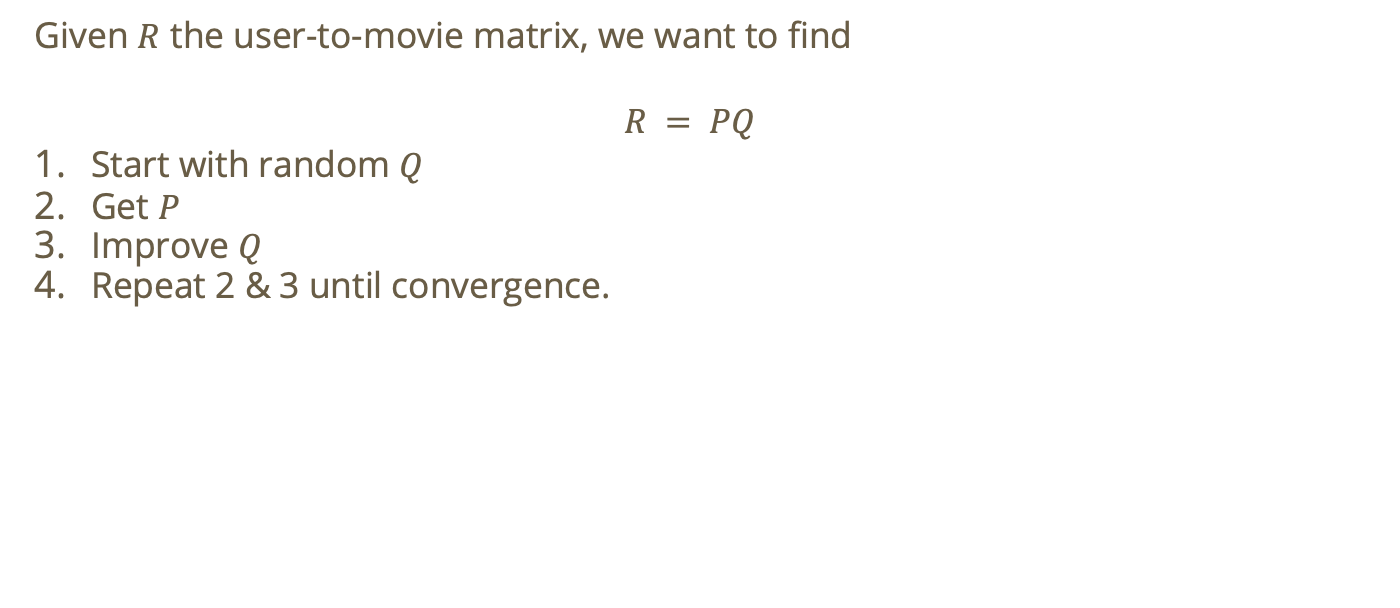 Given R the user-to-movie matrix, we want to find
R = PQ
1. Start with random Q
2. Get P
3. Improve Q
4. Repeat 2 & 3 until convergence.